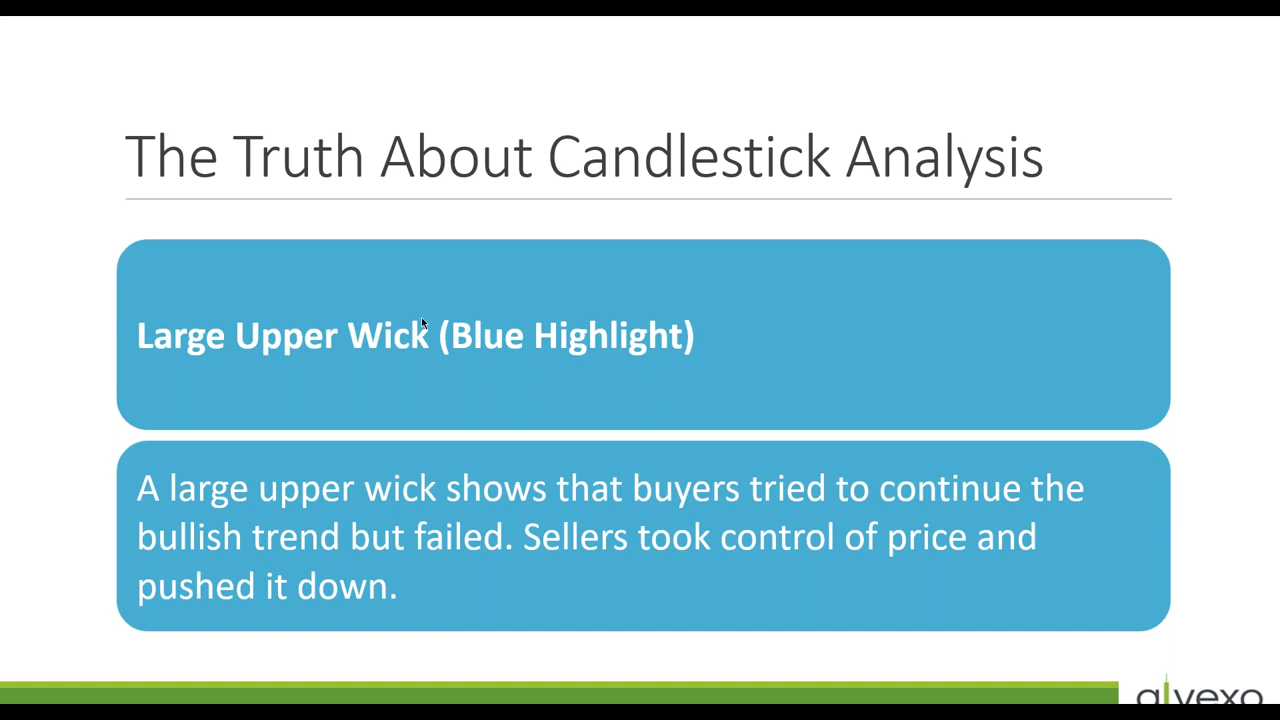 The Truth About Candlestick Analysis
Large Upper Wick (Blue Highlight)
A large upper wick shows that buyers tried to continue the
bullish trend but failed. Sellers took control of price and
pushed it down.
alvexo